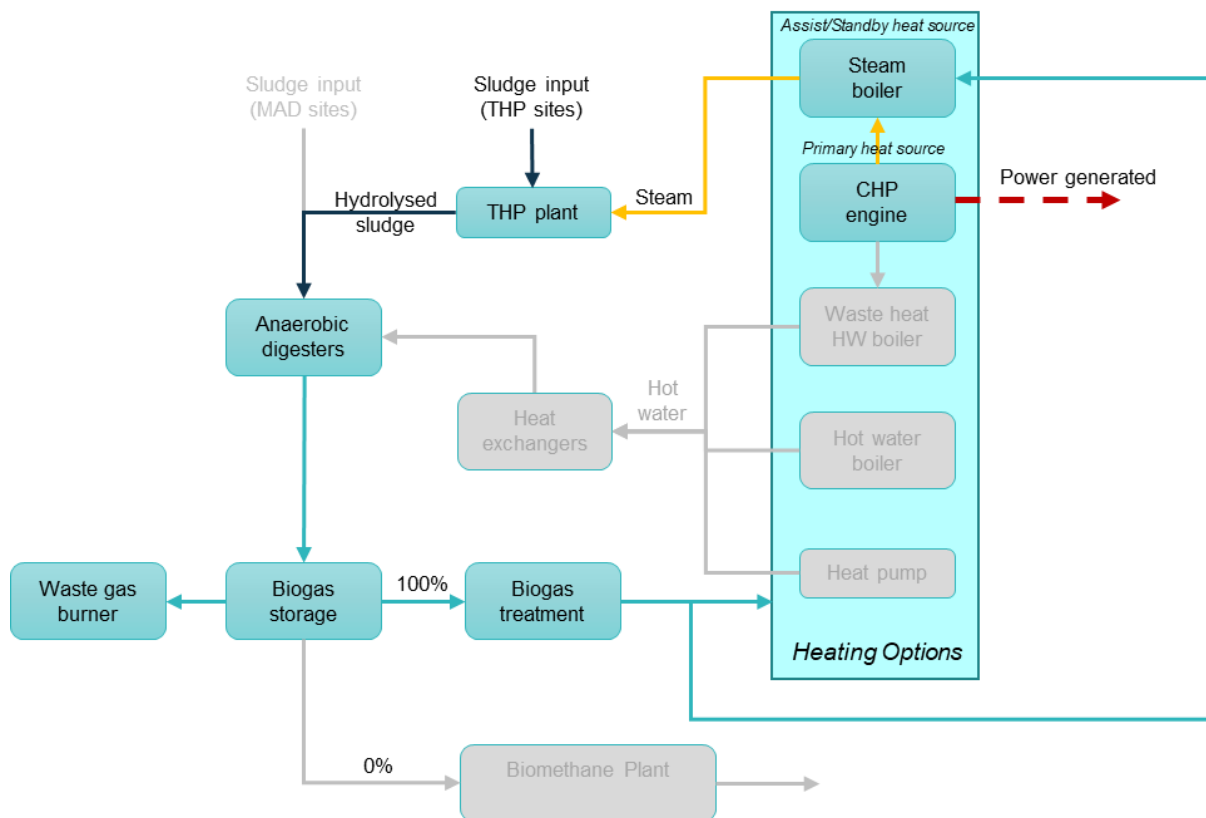 Assist/Standby heat source
Sludge input
(MAD sites)
Sludge input
(THP sites)
Steam
boiler
Primary heat source
Hydrolysed
sludge
THP plant
Steam
CHP
engine
Power generated
Anaerobic
digesters
Waste heat
HW boiler
Heat
exchangers
Hot
water
Hot water
boiler
Waste gas
burner
Biogas
storage
100%
Biogas
treatment
Heat pump
Heating Options
0%
Biomethane Plant